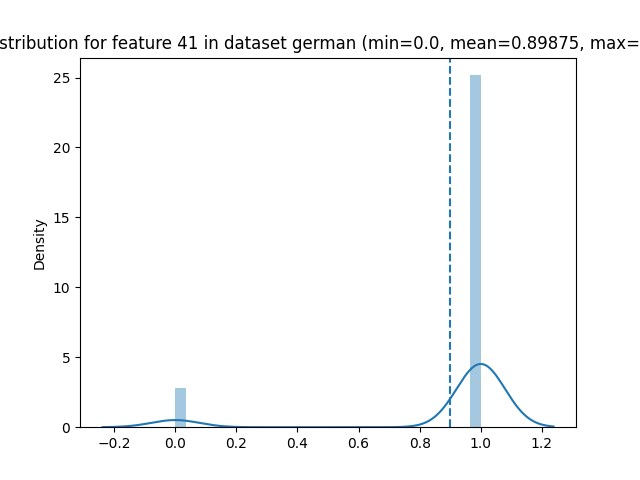 stribution for feature 41 in dataset german (min=0.0, mean=0.89875, max=
25
20
15
10
5
0
Density
−0.2 0.0 0.2 0.4 0.6 0.8 1.0 1.2